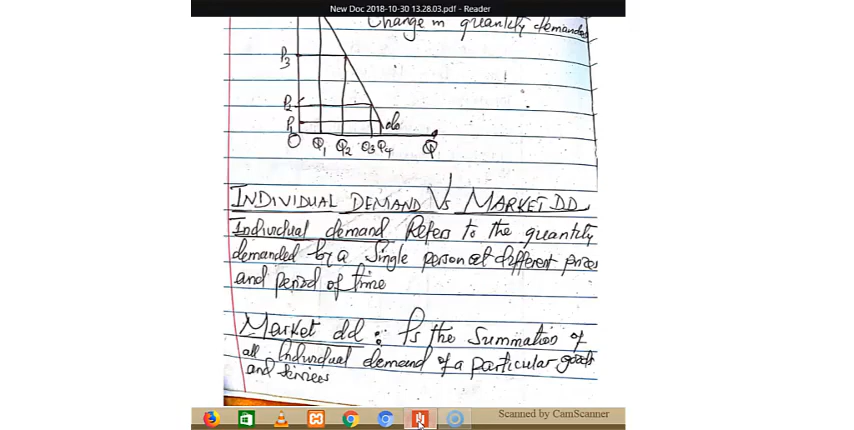 New Doc 2018-10-30 13.28.03.pdf - Reader
Change in quantity demanded
P3
P2
P1
do
O Q1 Q2 Q3 Q4 Q
INDIVIDUAL DEMAND Vs MARKET DD
Individual demand Refers to the quantity
demanded by a Single person at different prices
and period of time
Market dd : Is the Summation of
all Individual demand of a particular goods
and Services
Scanned by CamScanner